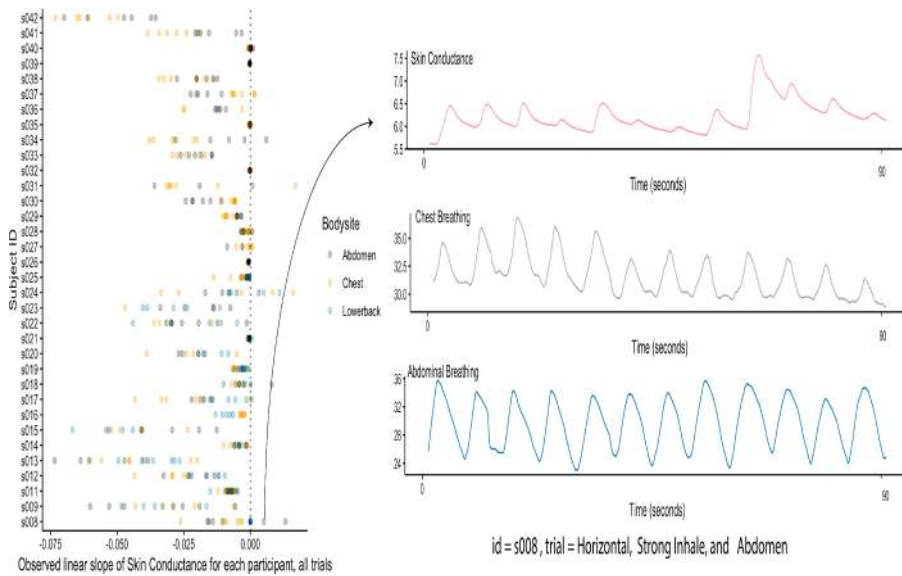 Subject ID
s042
s041
s040
s039
s038
s037
s036
s035
s034
s033
s032
s031
s030
s029
s028
s027
s026
s025
s024
s023
s022
s021
s020
s019
s018
s017
s016
s015
s014
s013
s012
s011
s009
s008
-0.075
-0.050
-0.025
0.000
Observed linear slope of Skin Conductance for each participant, all trials
Bodysite
Abdomen
Chest
Lowerback
Skin Conductance
7.5
7.0
6.5
6.0
5.5
0
90
Time (seconds)
Chest Breathing
35.0
32.5
30.0
0
90
Time (seconds)
Abdominal Breathing
36
32
28
24
0
90
Time (seconds)
id = s008 , trial = Horizontal, Strong Inhale, and Abdomen